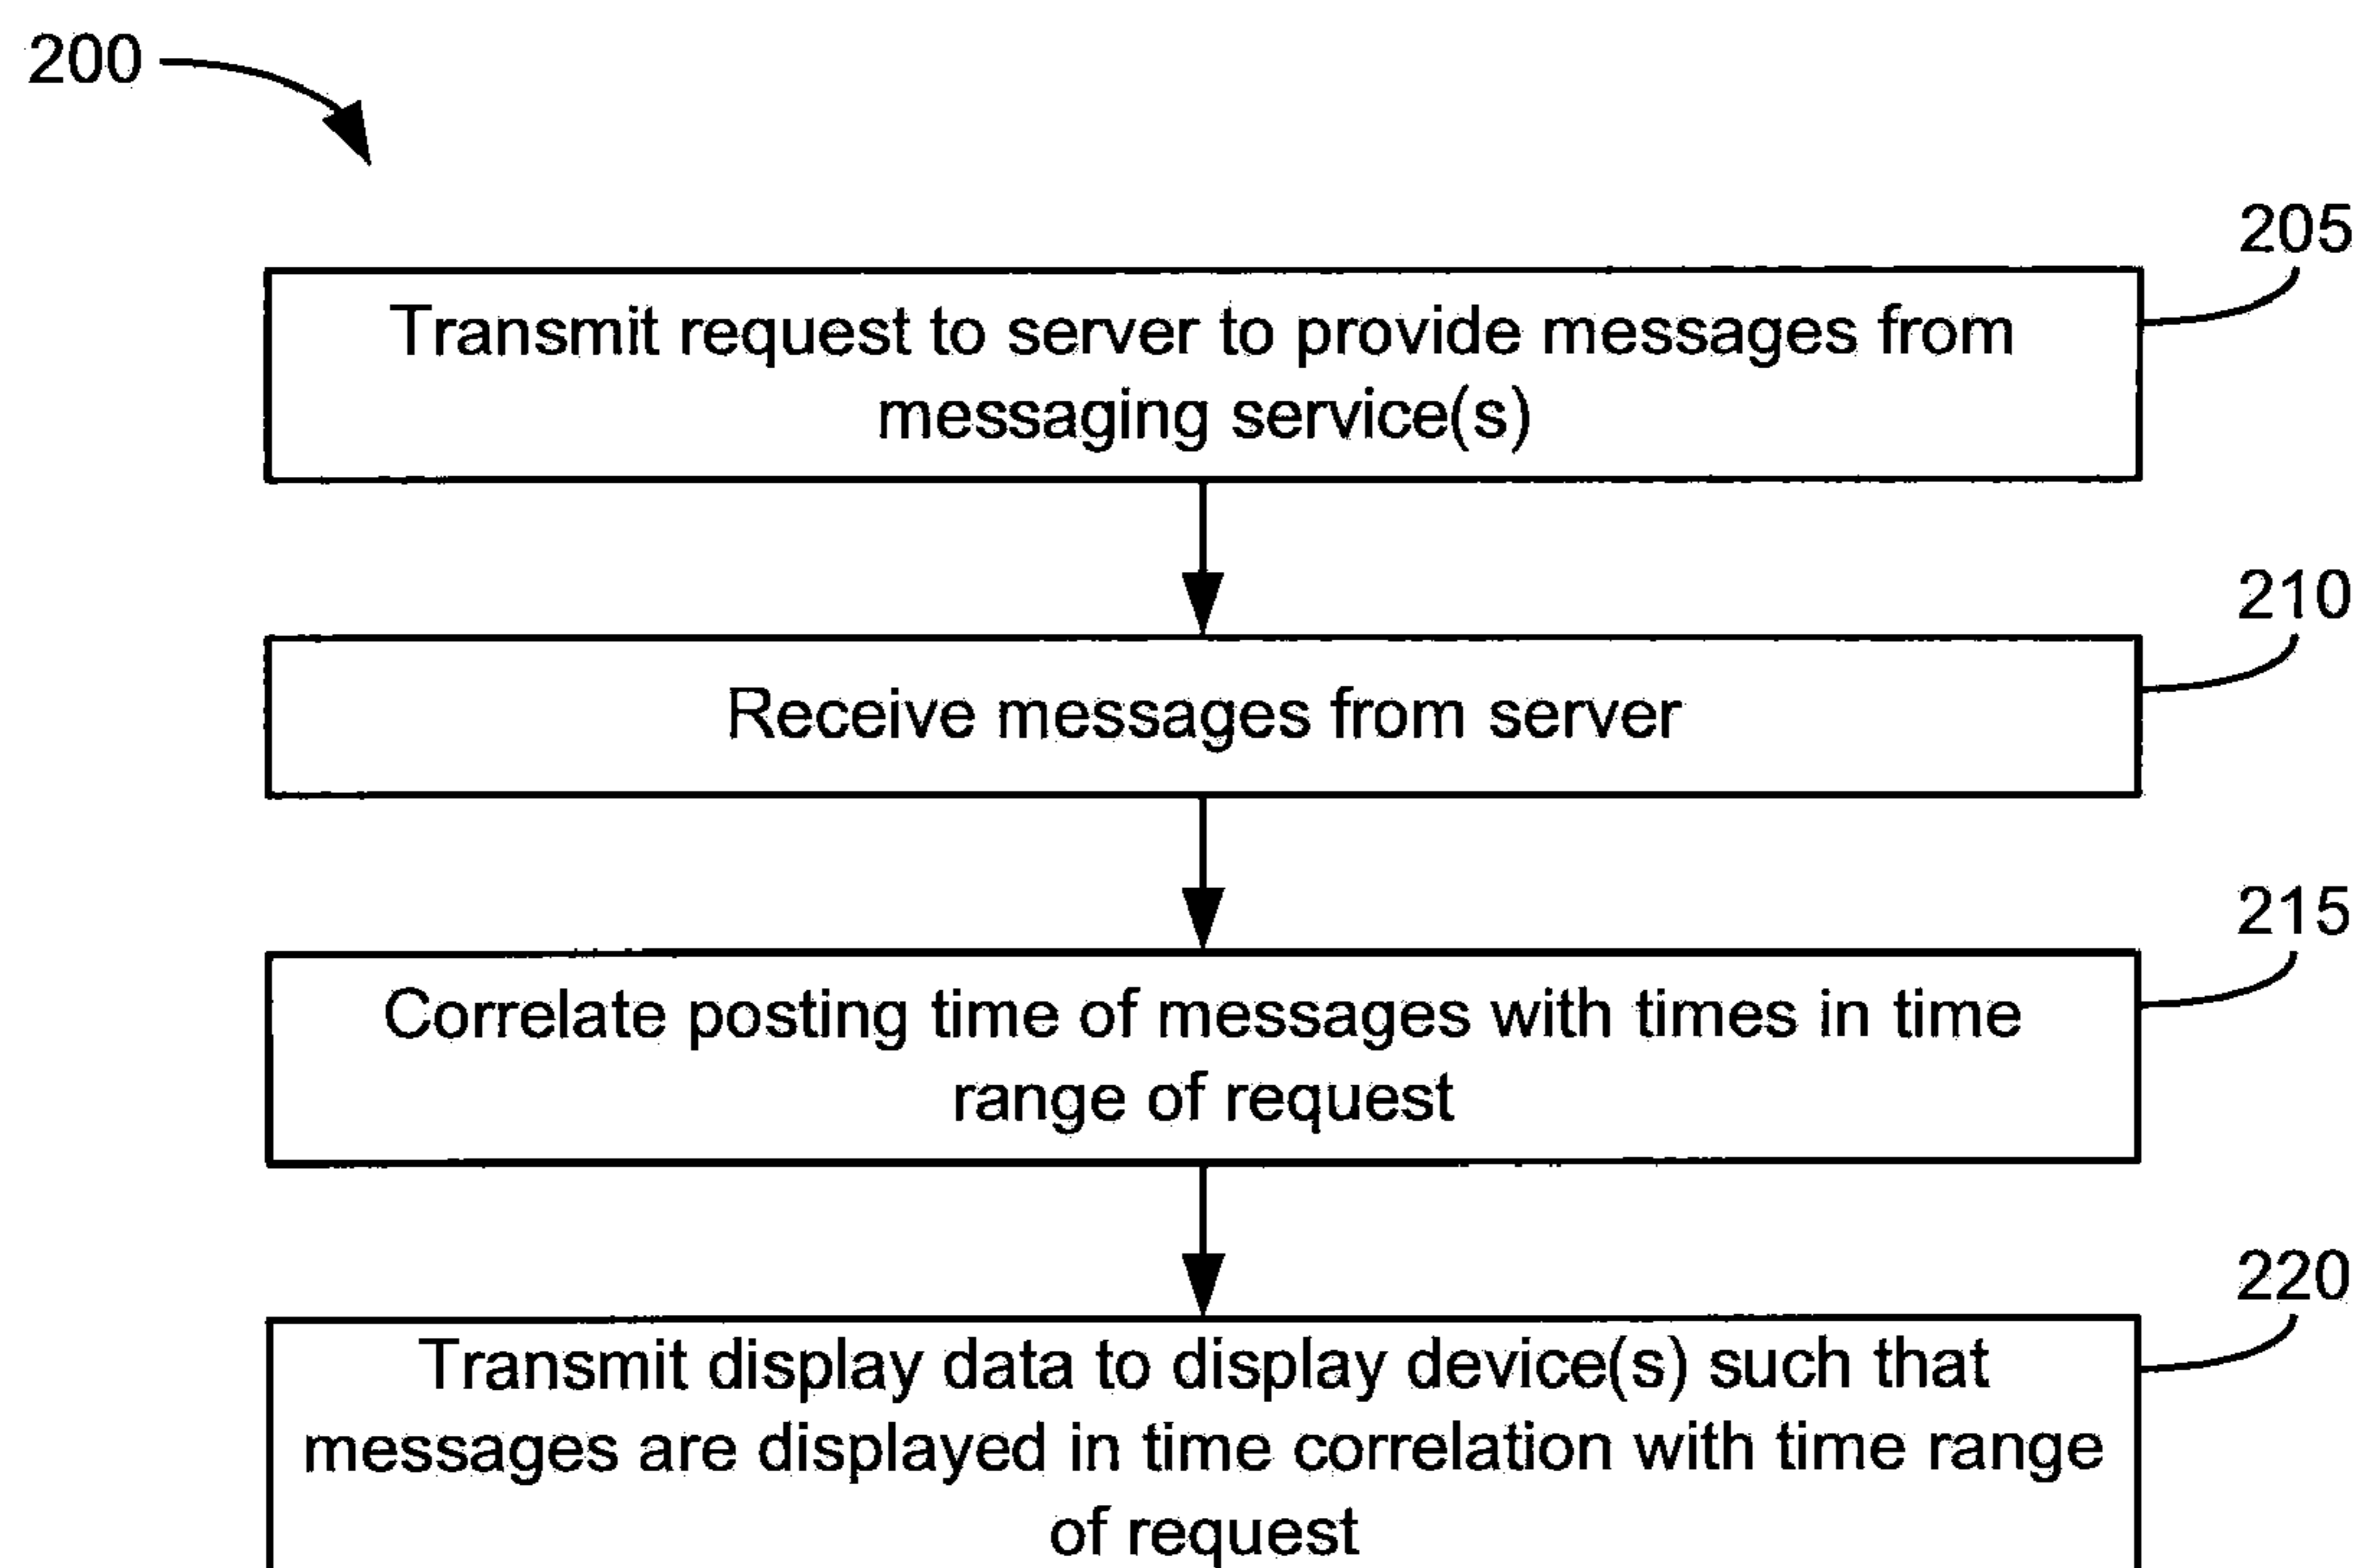 200
205
Transmit request to server to provide messages from
messaging service(s)
210
Receive messages from server
215
Correlate posting time of messages with times in time
range of request
220
Transmit display data to display device(s) such that
messages are displayed in time correlation with time range
of request